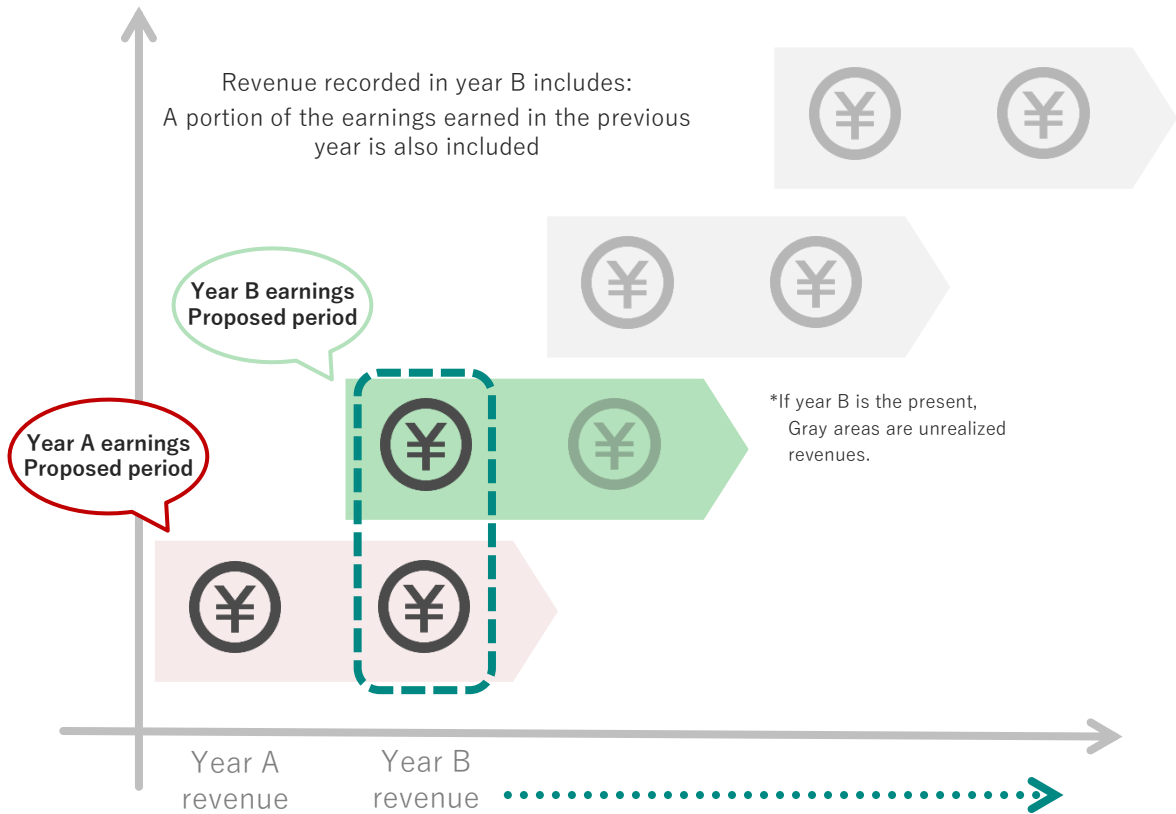 Revenue recorded in year B includes:
A portion of the earnings earned in the previous
year is also included
Year B earnings
Proposed period
*If year B is the present,
Gray areas are unrealized
revenues.
Year A earnings
Proposed period
¥ ¥
¥ ¥
¥ ¥
¥ ¥
Year A
revenue
Year B
revenue